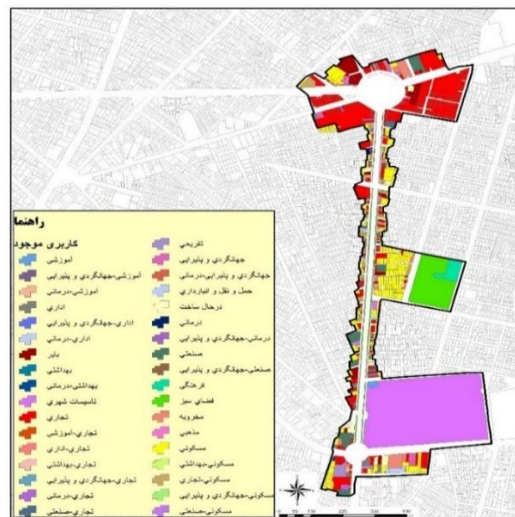 راهنما
کاربری موجود
آموزشی
آموزشی-جهانگردی و پذیرایی
آموزشی-درمانی
اداری
اداری-جهانگردی و پذیرایی
اداری-درمانی
بایر
بهداشتی
بهداشتی-درمانی
تاسیسات شهری
تجاری
تجاری-آموزشی
تجاری-اداری
تجاری-بهداشتی
تجاری-جهانگردی و پذیرایی
تجاری-درمانی
تجاری-صنعتی
تفریحی
جهانگردی و پذیرایی
جهانگردی و پذیرایی-درمانی
حمل و نقل و انبارداری
درحال ساخت
درمانی
درمانی-جهانگردی و پذیرایی
صنعتی
صنعتی-جهانگردی و پذیرایی
فرهنگی
فضای سبز
مخروبه
مذهبی
مسکونی
مسکونی-بهداشتی
مسکونی-تجاری
مسکونی-جهانگردی و پذیرایی
مسکونی-صنعتی